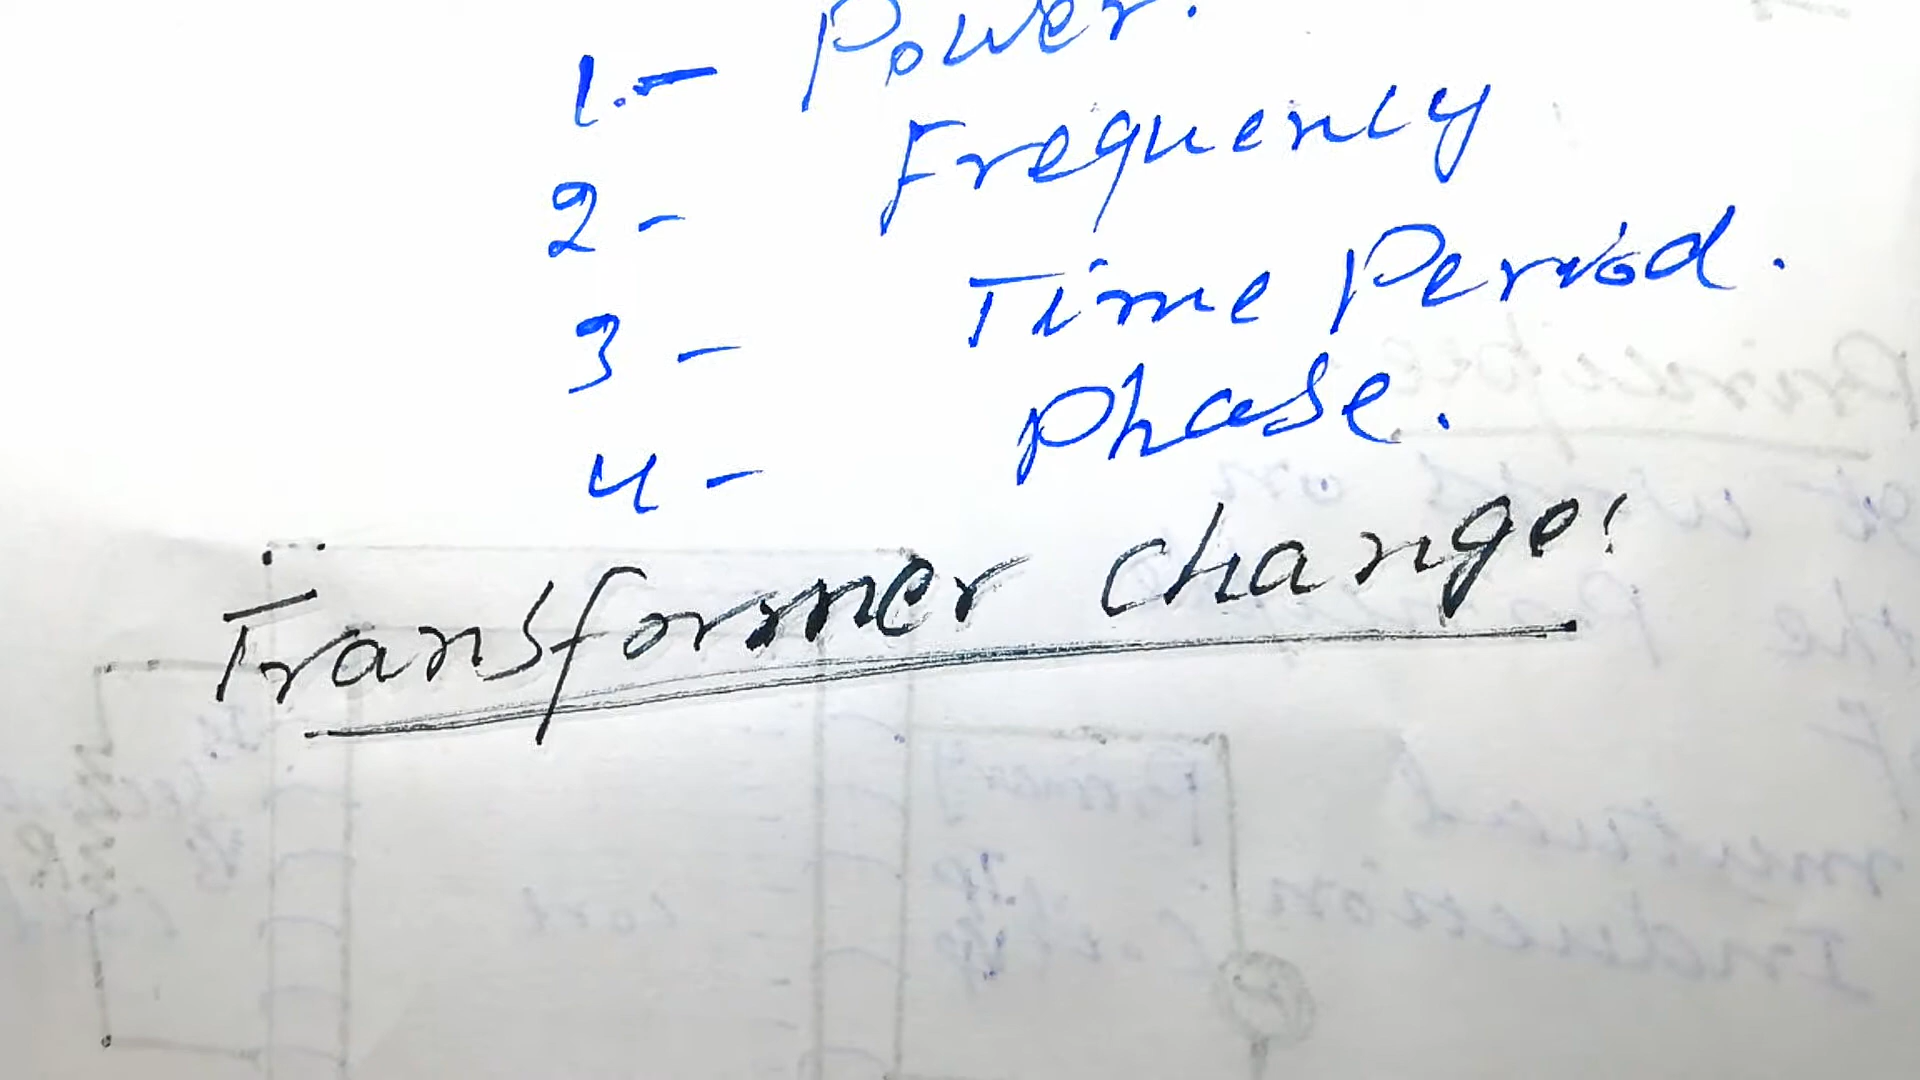 1.- Power.
2- Frequency
3- Time Period.
4- Phase.
Transformer change: